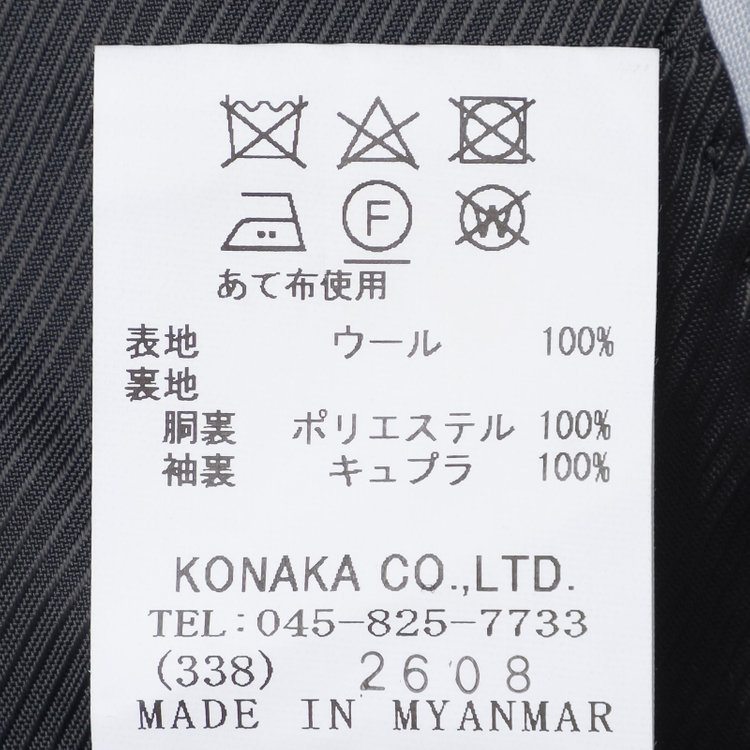 F W
あて布使用
表地 ウール 100%
裏地
胴裏 ポリエステル 100%
袖裏 キュプラ 100%
KONAKA CO.,LTD.
TEL:045-825-7733
(338) 2608
MADE IN MYANMAR